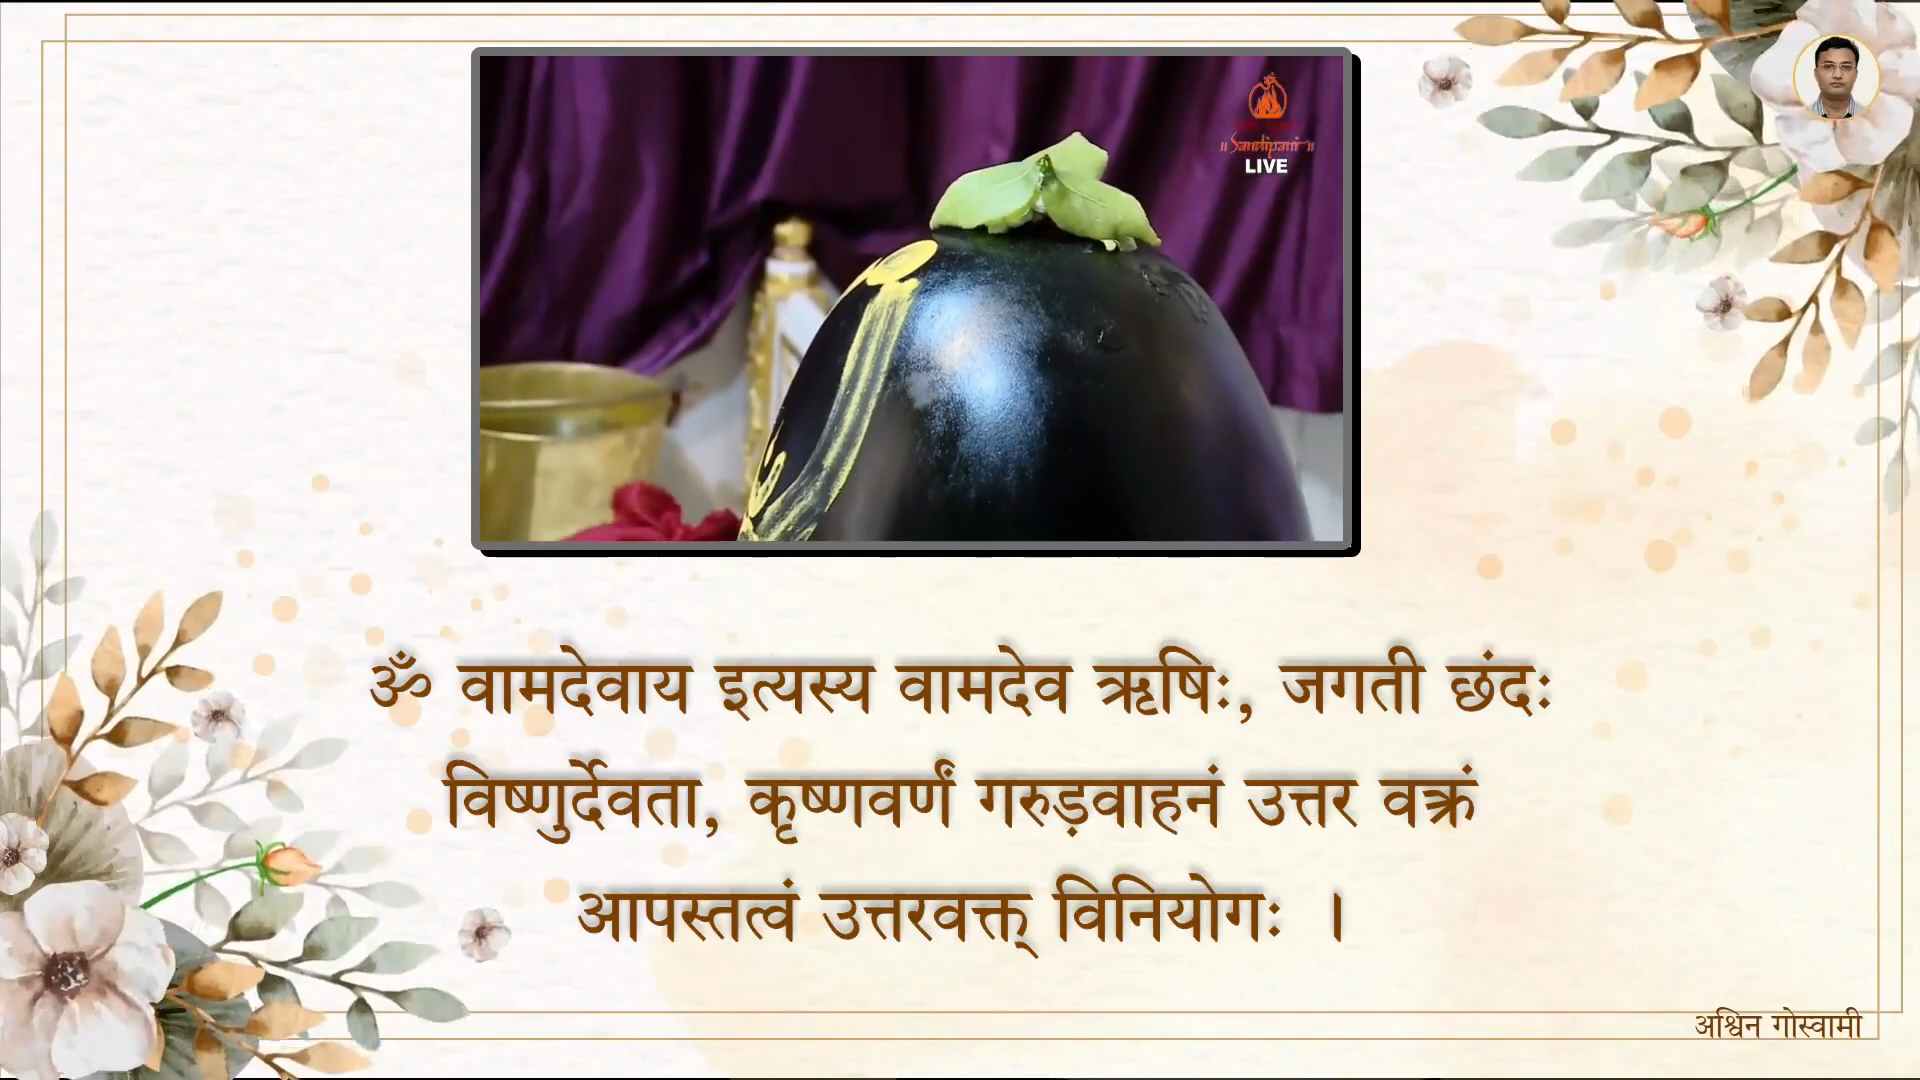 ॥ Sandipani ॥
LIVE
ॐ वामदेवाय इत्यस्य वामदेव ऋषिः, जगती छंदः
विष्णुर्देवता, कृष्णवर्णं गरुड़वाहनं उत्तर वक्त्रं
आपस्तत्वं उत्तरवक्त् विनियोगः ।
अश्विन गोस्वामी